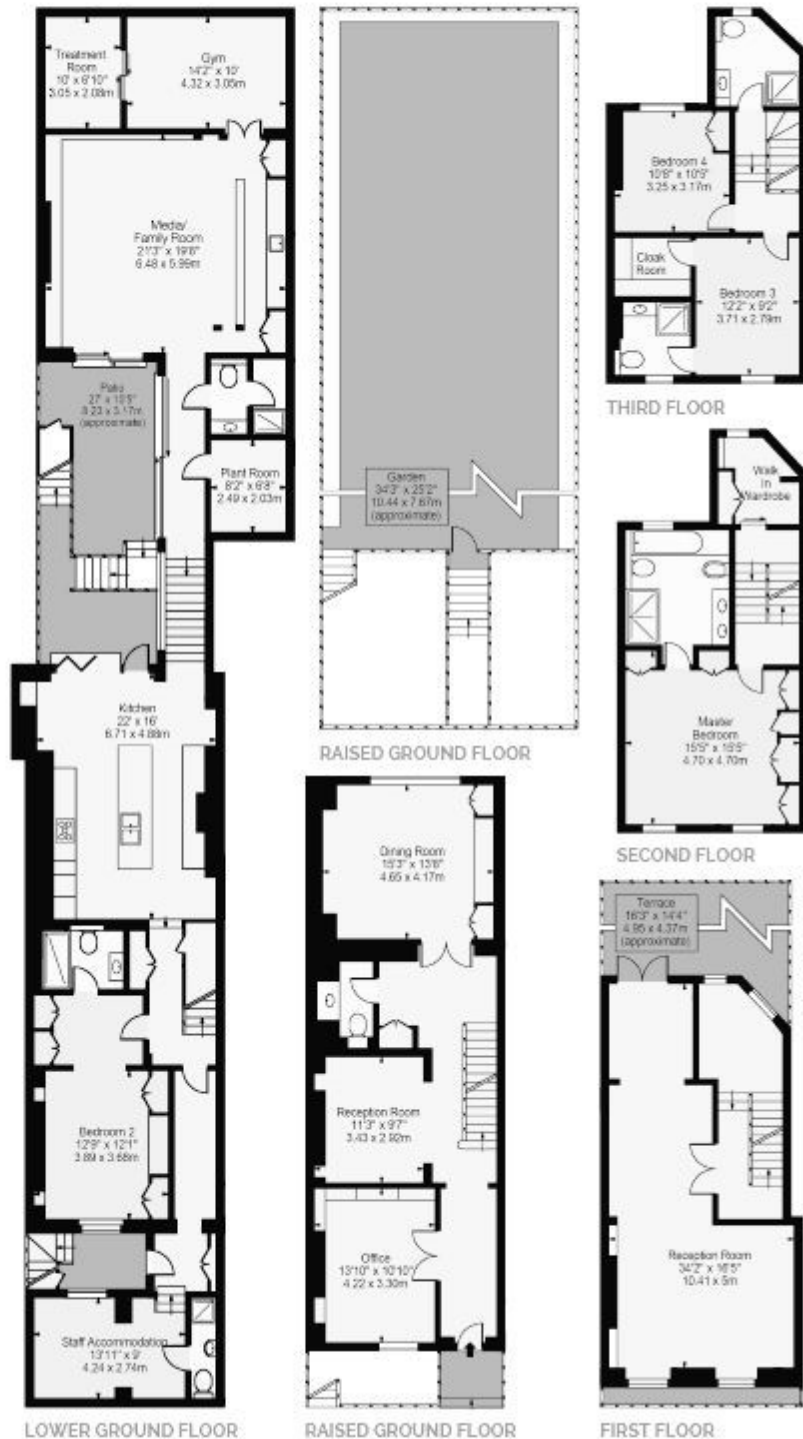 Treatment
Room
10' x 6'10"
3.05 x 2.08m
Gym
14'2" x 10'
4.32 x 3.05m
Media/
Family Room
21'3" x 19'8"
6.48 x 5.99m
Patio
27' x 10'5"
8.23 x 3.17m
(approximate)
Plant Room
8'2" x 6'8"
2.49 x 2.03m
Kitchen
22' x 16'
6.71 x 4.88m
Bedroom 2
12'9" x 12'1"
3.89 x 3.68m
Staff Accommodation
13'11" x 9'
4.24 x 2.74m
LOWER GROUND FLOOR
Garden
34'3" x 25'2"
10.44 x 7.67m
(approximate)
RAISED GROUND FLOOR
Dining Room
15'3" x 13'8"
4.65 x 4.17m
Reception Room
11'3" x 9'7"
3.43 x 2.92m
Office
13'10" x 10'10"
4.22 x 3.30m
RAISED GROUND FLOOR
Bedroom 4
10'8" x 10'5"
3.25 x 3.17m
Cloak
Room
Bedroom 3
12'2" x 9'2"
3.71 x 2.79m
THIRD FLOOR
Walk
In
Wardrobe
Master
Bedroom
15'5" x 15'5"
4.70 x 4.70m
SECOND FLOOR
Terrace
16'3" x 14'4"
4.95 x 4.37m
(approximate)
Reception Room
34'2" x 16'5"
10.41 x 5m
FIRST FLOOR